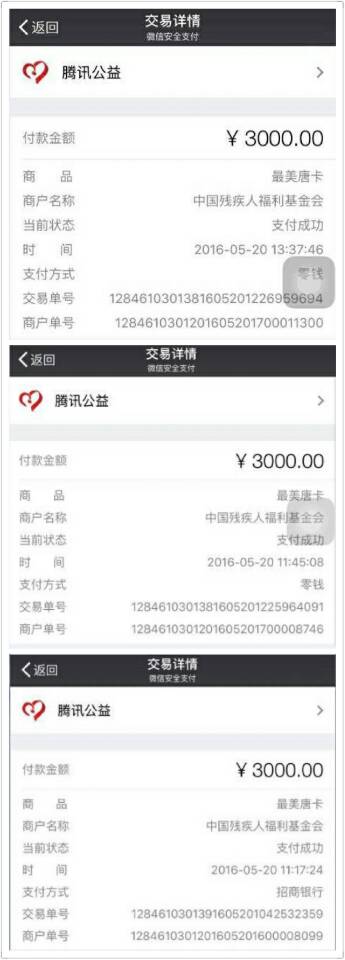 返回
交易详情
微信安全支付
腾讯公益
付款金额 ¥ 3000.00
商 品 最美唐卡
商户名称 中国残疾人福利基金会
当前状态 支付成功
时 间 2016-05-20 13:37:46
支付方式 零钱
交易单号 1284610301381605201226959694
商户单号 1284610301201605201700011300
返回
交易详情
微信安全支付
腾讯公益
付款金额 ¥ 3000.00
商 品 最美唐卡
商户名称 中国残疾人福利基金会
当前状态 支付成功
时 间 2016-05-20 11:45:08
支付方式 零钱
交易单号 1284610301381605201225964091
商户单号 1284610301201605201700008746
返回
交易详情
微信安全支付
腾讯公益
付款金额 ¥ 3000.00
商 品 最美唐卡
商户名称 中国残疾人福利基金会
当前状态 支付成功
时 间 2016-05-20 11:17:24
支付方式 招商银行
交易单号 1284610301391605201042532359
商户单号 1284610301201605201600008099